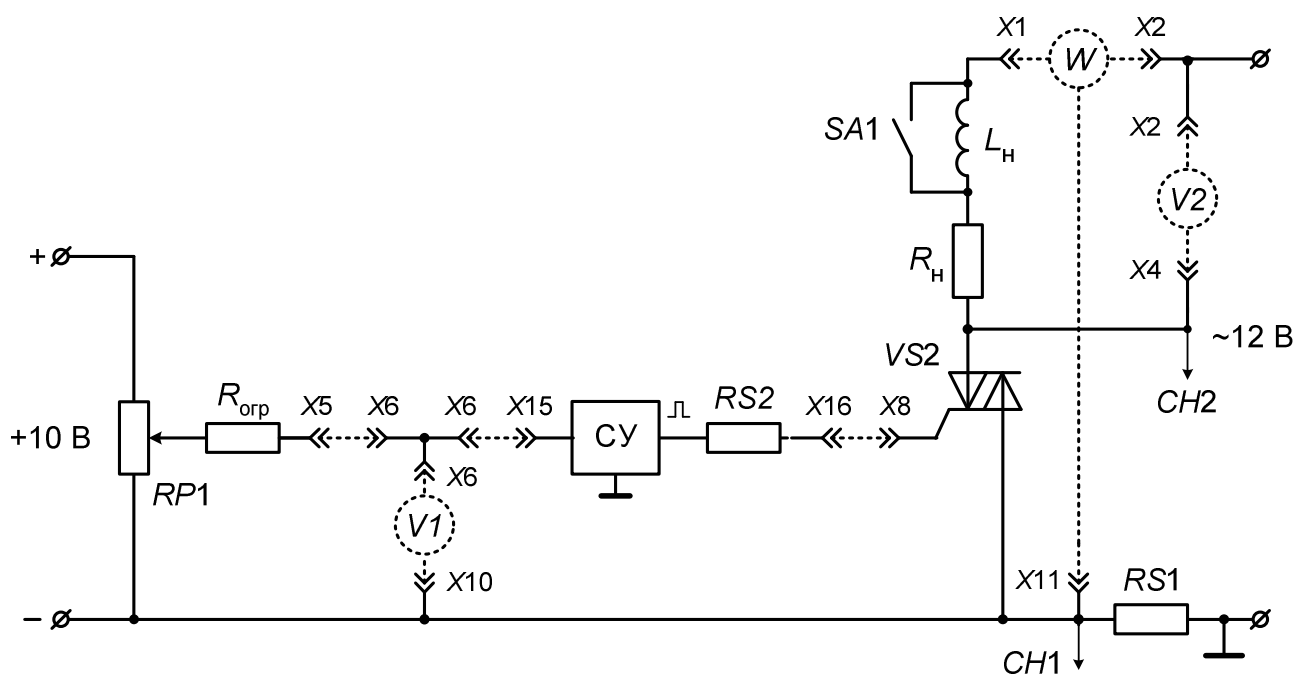 X1
W
X2
SA1
Lн
X2
V2
Rн
X4
+
~12 В
VS2
CH2
Rогр
X5
X6
X6
X15
RS2
X16
X8
+10 В
СУ
RP1
X6
V1
X10
X11
RS1
–
CH1